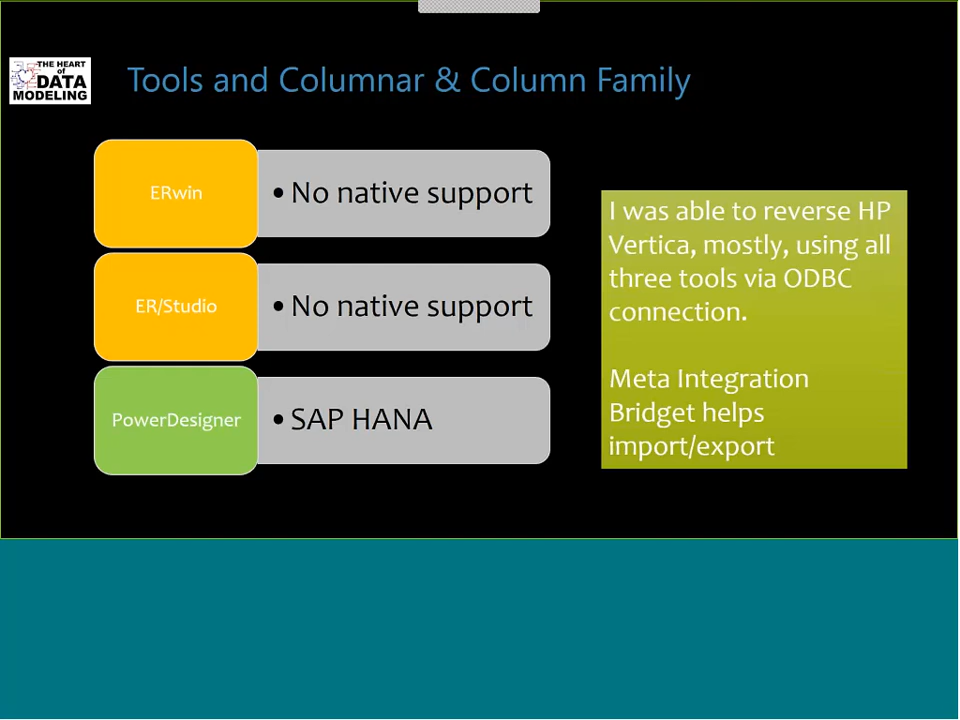 THE HEART
of
DATA
MODELING
Tools and Columnar & Column Family
ERwin
• No native support
ER/Studio
• No native support
PowerDesigner
• SAP HANA
I was able to reverse HP
Vertica, mostly, using all
three tools via ODBC
connection.
Meta Integration
Bridget helps
import/export